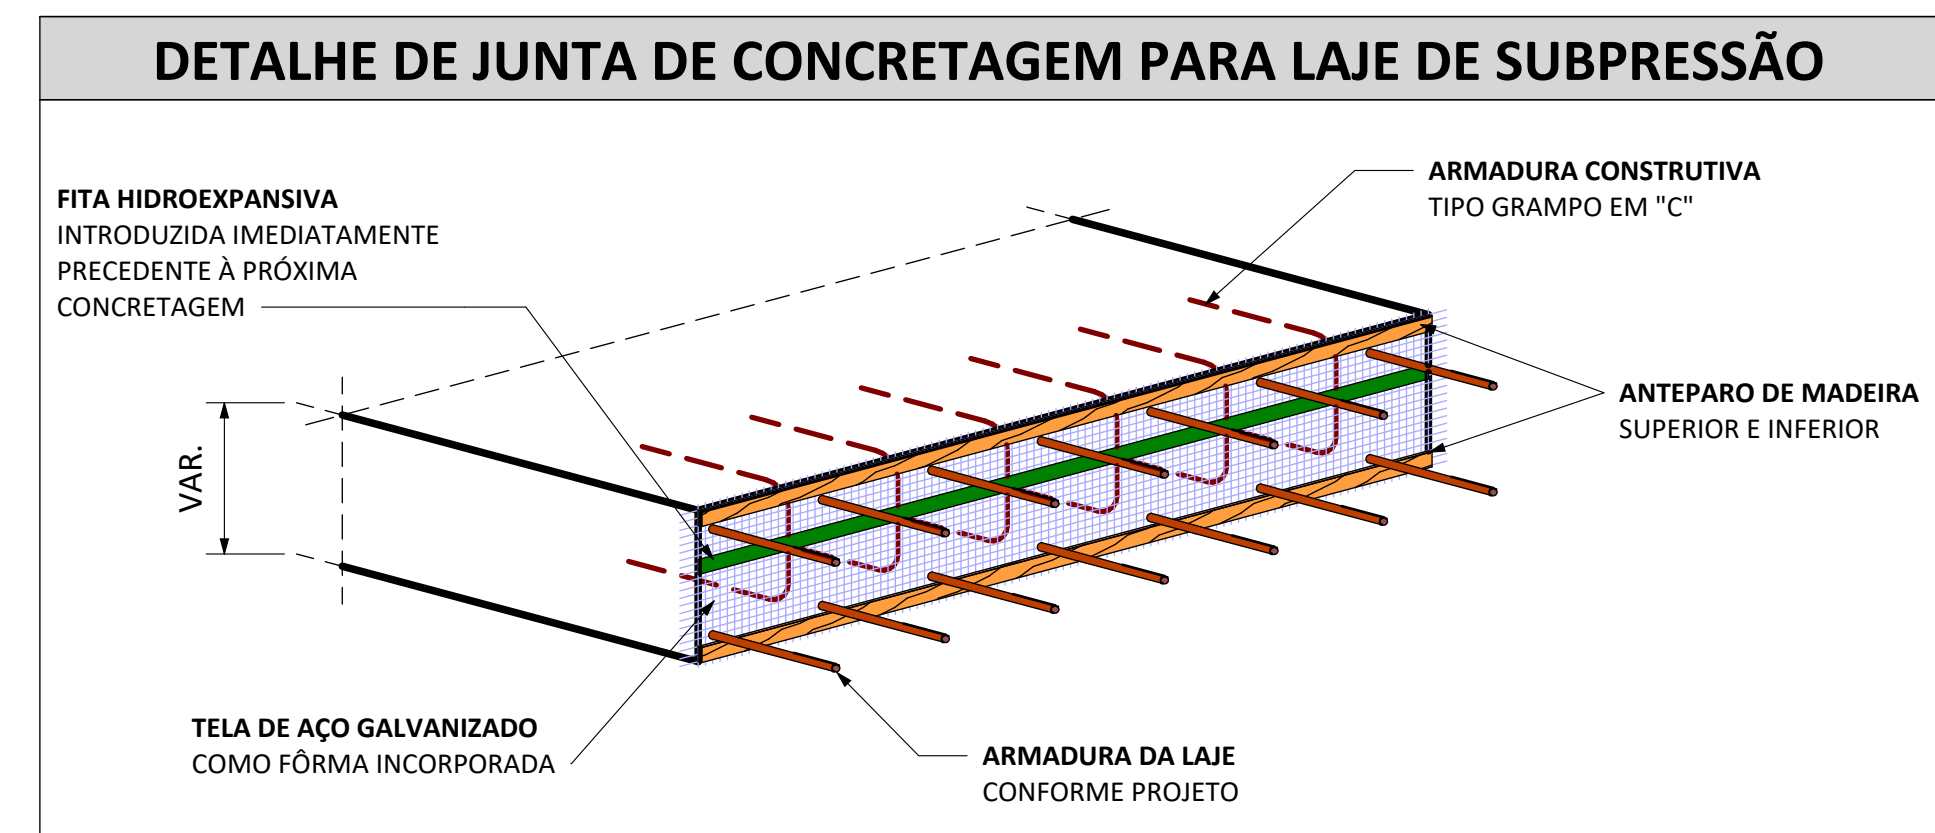 DETALHE DE JUNTA DE CONCRETAGEM PARA LAJE DE SUBPRESSÃO
FITA HIDROEXPANSIVA
INTRODUZIDA IMEDIATAMENTE
PRECEDENTE À PRÓXIMA
CONCRETAGEM
ARMADURA CONSTRUTIVA
TIPO GRAMPO EM "C"
ANTEPARO DE MADEIRA
SUPERIOR E INFERIOR
VAR.
TELA DE AÇO GALVANIZADO
COMO FÔRMA INCORPORADA
ARMADURA DA LAJE
CONFORME PROJETO